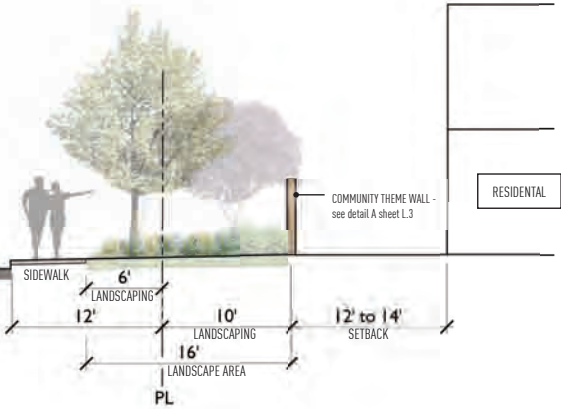 COMMUNITY THEME WALL -
see detail A sheet L.3
RESIDENTIAL
SIDEWALK
6'
LANDSCAPING
12'
10'
LANDSCAPING
12' to 14'
SETBACK
16'
LANDSCAPE AREA
PL